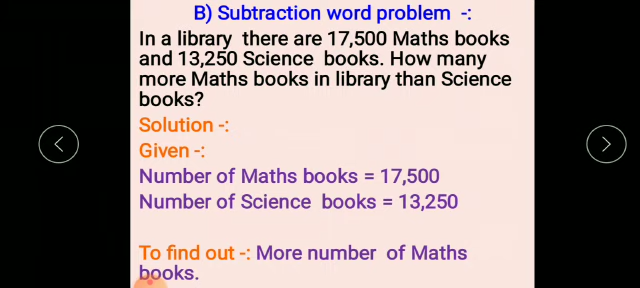 B) Subtraction word problem -:
In a library there are 17,500 Maths books
and 13,250 Science books. How many
more Maths books in library than Science
books?
Solution -:
Given -:
Number of Maths books = 17,500
Number of Science books = 13,250
To find out -: More number of Maths
books.